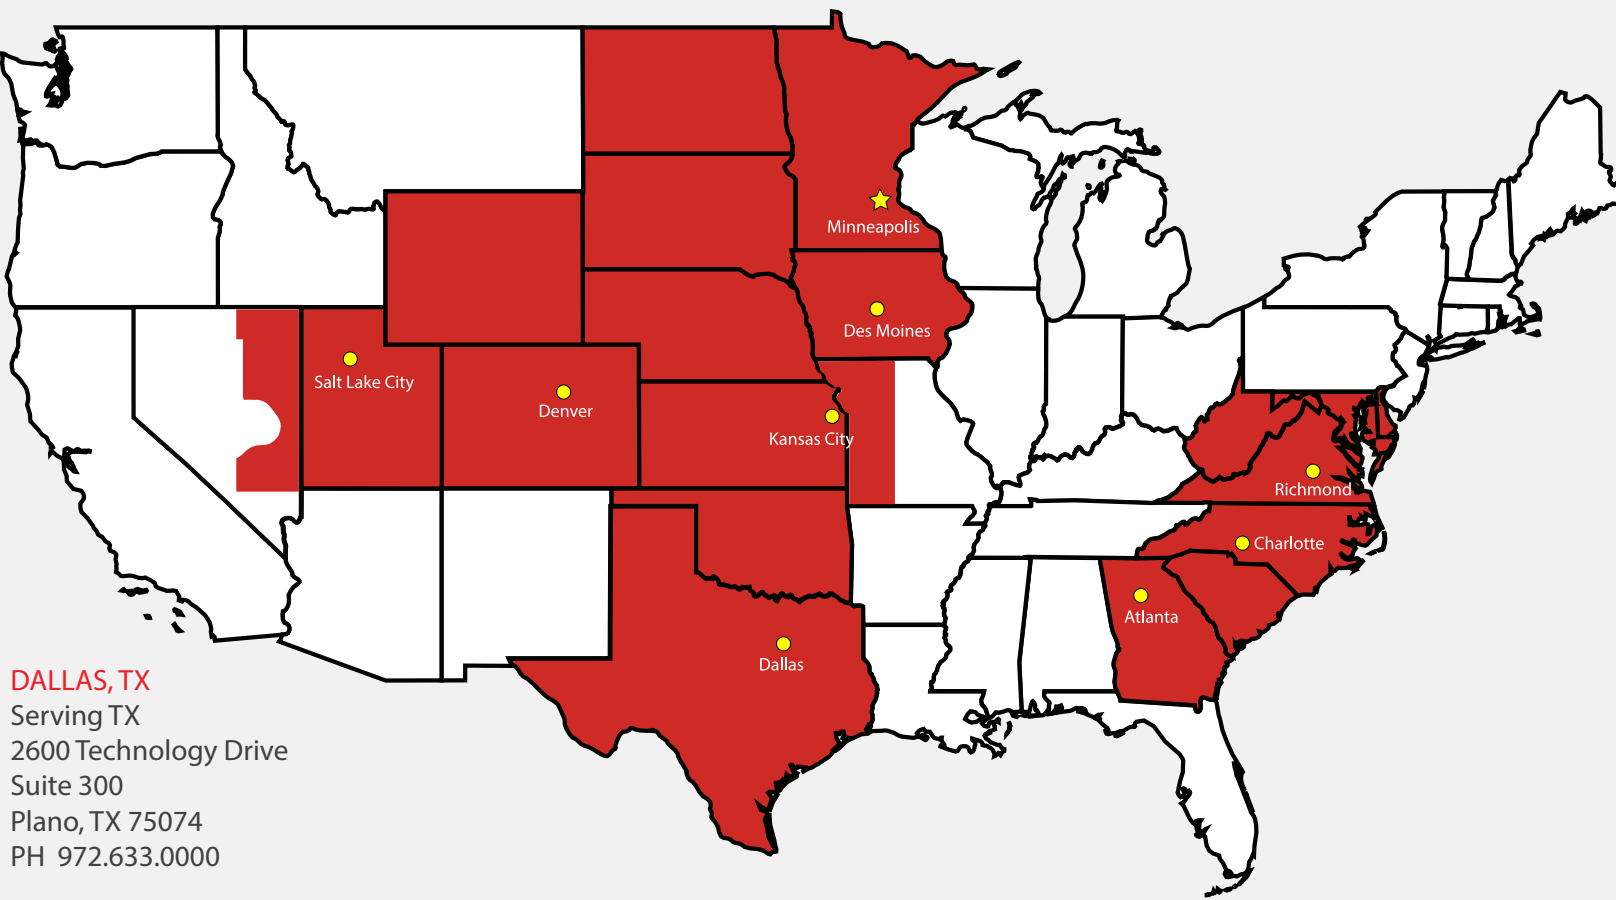 Minneapolis
Des Moines
Salt Lake City
Denver
Kansas City
Richmond
Charlotte
Atlanta
Dallas
DALLAS, TX
Serving TX
2600 Technology Drive
Suite 300
Plano, TX 75074
PH 972.633.0000